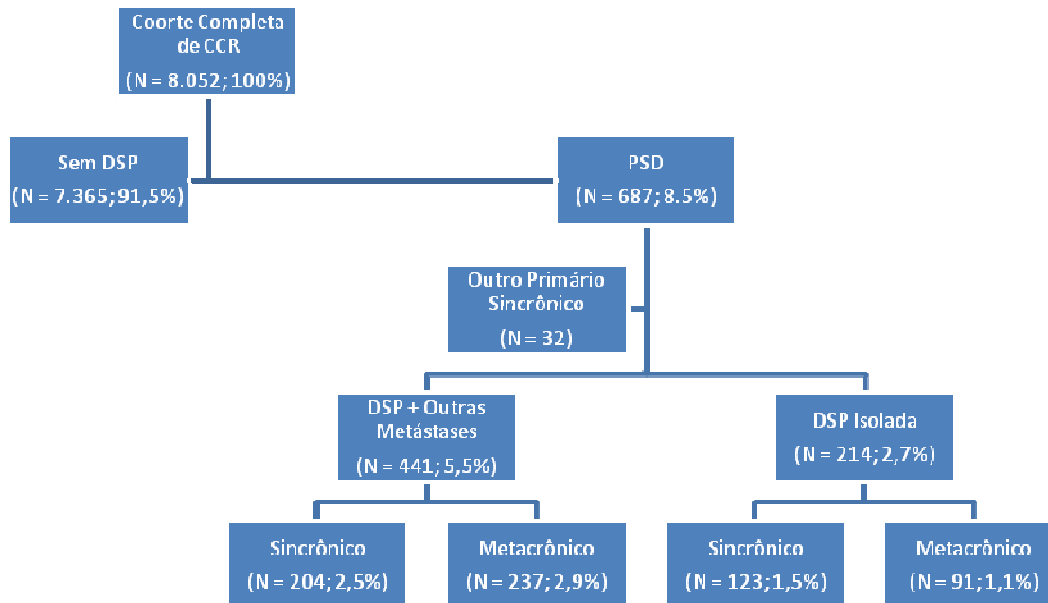 Coorte Completa
de CCR
(N = 8.052; 100%)
Sem DSP
(N = 7.365; 91,5%)
PSD
(N = 687; 8.5%)
Outro Primário
Sincrônico
(N = 32)
DSP + Outras
Metástases
(N = 441; 5,5%)
DSP Isolada
(N = 214; 2,7%)
Sincrônico
(N = 204; 2,5%)
Metacrônico
(N = 237; 2,9%)
Sincrônico
(N = 123; 1,5%)
Metacrônico
(N = 91; 1,1%)